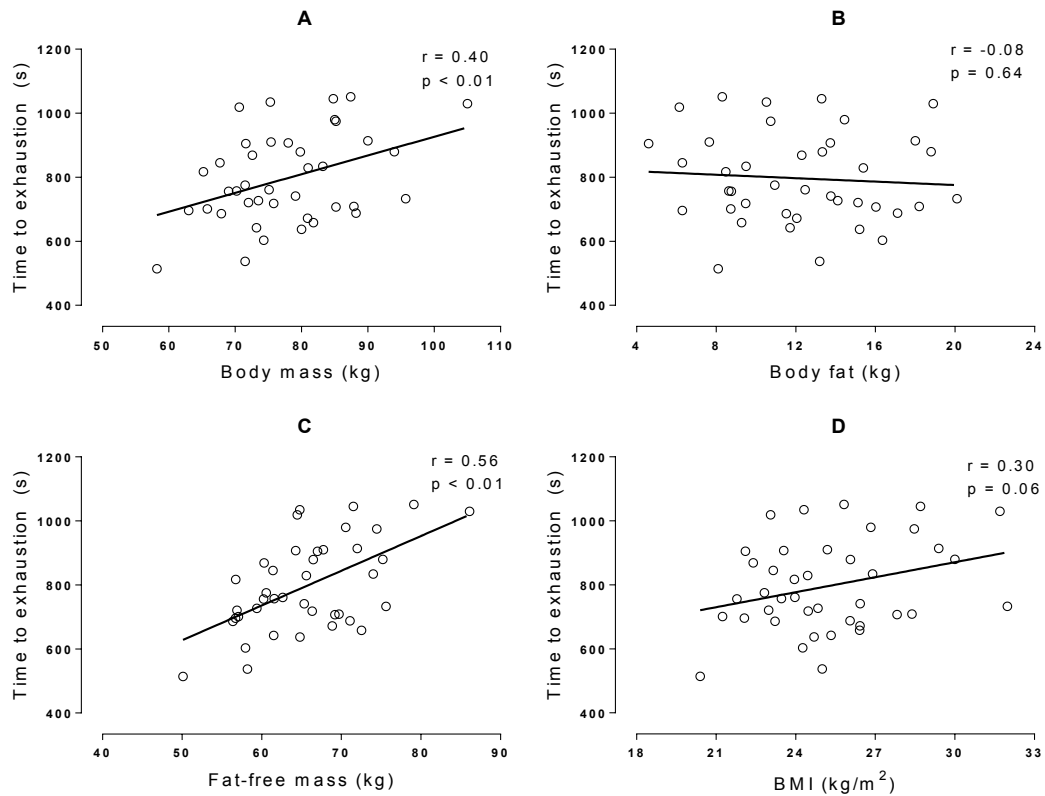 A
r = 0.40
p < 0.01
Time to exhaustion (s)
1200
1000
800
600
400
50 60 70 80 90 100 110
Body mass (kg)
B
r = -0.08
p = 0.64
Time to exhaustion (s)
1200
1000
800
600
400
4 8 12 16 20 24
Body fat (kg)
C
r = 0.56
p < 0.01
Time to exhaustion (s)
1200
1000
800
600
400
40 50 60 70 80 90
Fat-free mass (kg)
D
r = 0.30
p = 0.06
Time to exhaustion (s)
1200
1000
800
600
400
18 21 24 27 30 33
BMI (kg/m²)